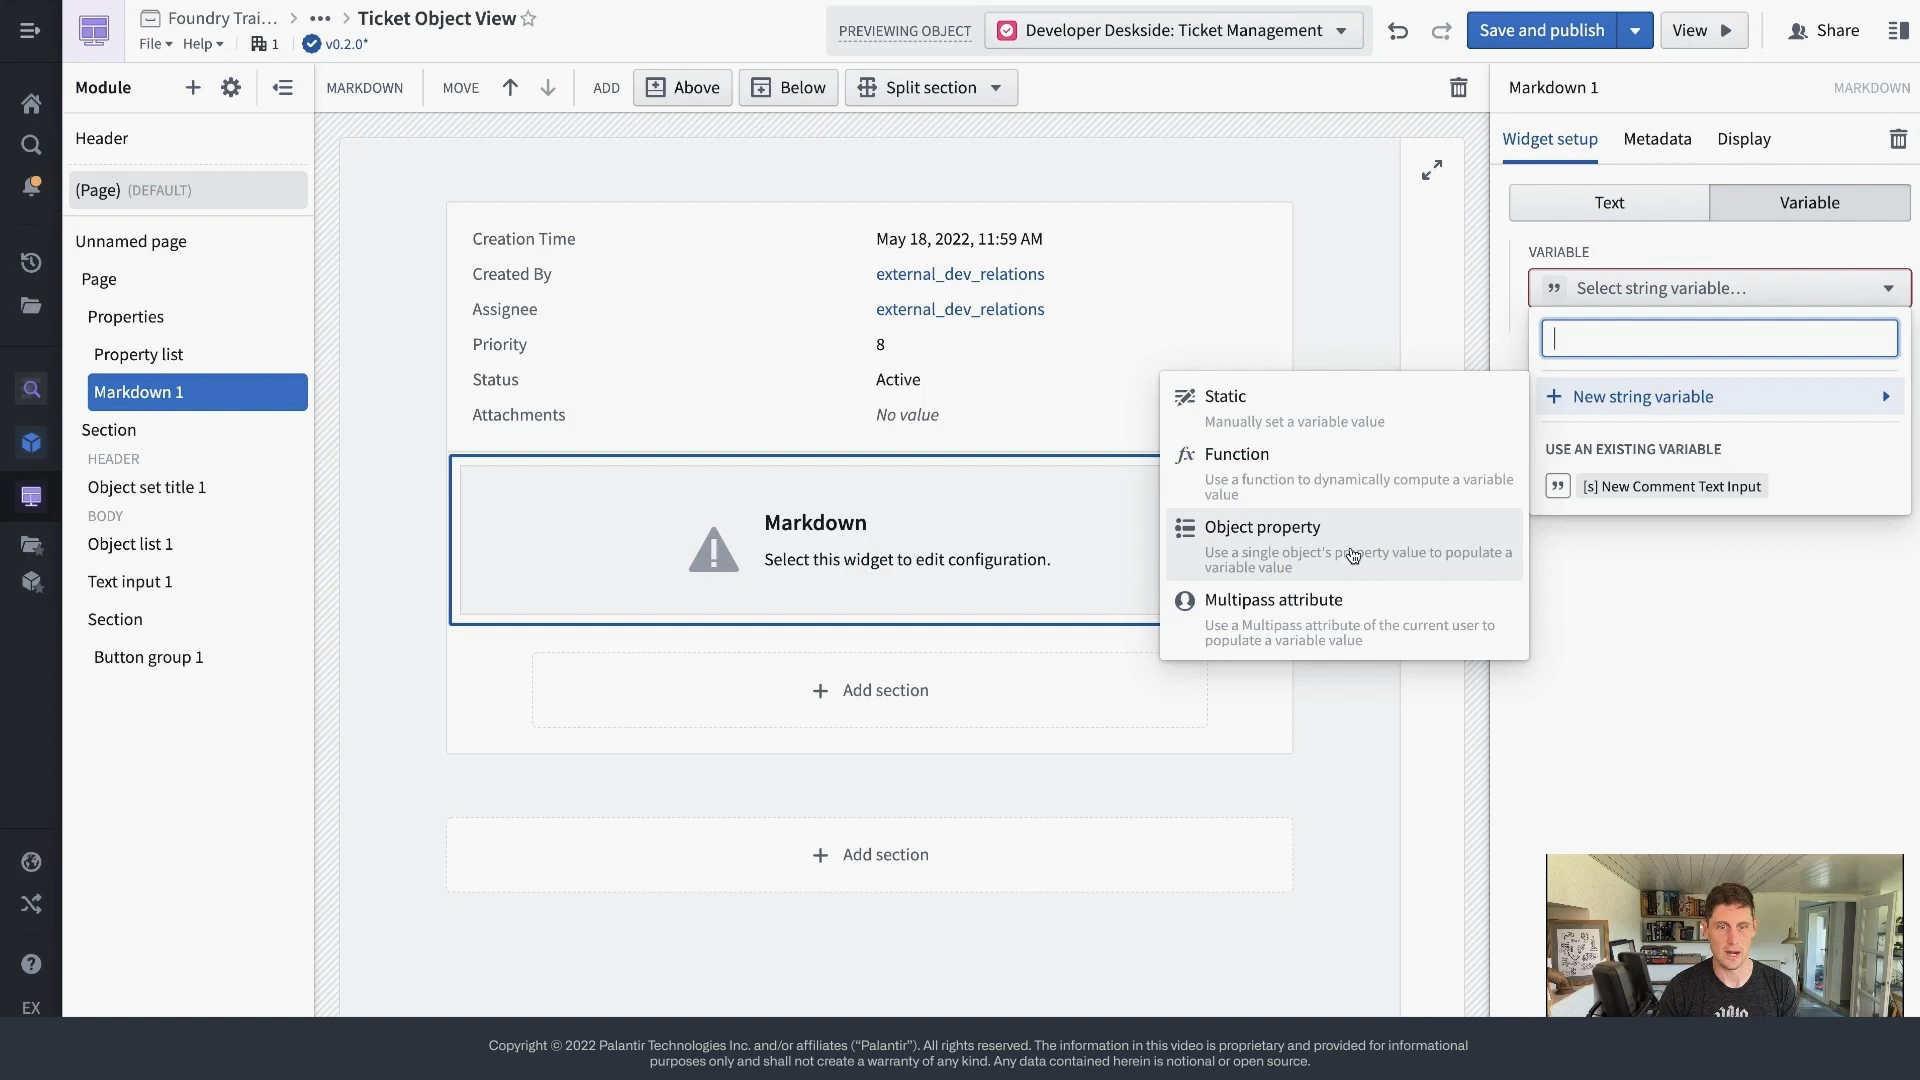 Foundry Trai… > ••• > Ticket Object View
File Help 1 v0.2.0*
PREVIEWING OBJECT
Developer Deskside: Ticket Management
Save and publish
View
Share
Module
MARKDOWN
MOVE
ADD
Above
Below
Split section
Markdown 1
MARKDOWN
Header
(Page) (DEFAULT)
Unnamed page
Page
Properties
Property list
Markdown 1
Section
HEADER
Object set title 1
BODY
Object list 1
Text input 1
Section
Button group 1
EX
Creation Time May 18, 2022, 11:59 AM
Created By external_dev_relations
Assignee external_dev_relations
Priority 8
Status Active
Attachments No value
Markdown
Select this widget to edit configuration.
+ Add section
+ Add section
Static
Manually set a variable value
fx Function
Use a function to dynamically compute a variable
value
Object property
Use a single object's property value to populate a
variable value
Multipass attribute
Use a Multipass attribute of the current user to
populate a variable value
Widget setup Metadata Display
Text Variable
VARIABLE
Select string variable…
+ New string variable
USE AN EXISTING VARIABLE
[s] New Comment Text Input
Copyright © 2022 Palantir Technologies Inc. and/or affiliates (“Palantir”). All rights reserved. The information in this video is proprietary and provided for informational
purposes only and shall not create a warranty of any kind. Any data contained herein is notional or open source.